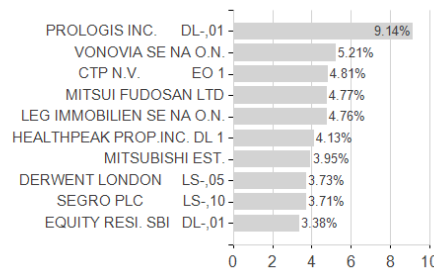 PROLOGIS INC. DL-,01 9.14%
VONOVIA SE NA O.N. 5.21%
CTP N.V. EO 1 4.81%
MITSUI FUDOSAN LTD 4.77%
LEG IMMOBILIEN SE NA O.N. 4.76%
HEALTHPEAK PROP.INC. DL 1 4.13%
MITSUBISHI EST. 3.95%
DERWENT LONDON LS-,05 3.73%
SEGRO PLC LS-,10 3.71%
EQUITY RESI. SBI DL-,01 3.38%
0 2 4 6 8 10